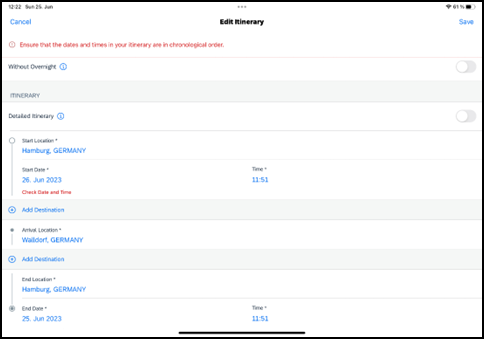 12:22 Sun 25. Jun
61 %
Cancel
Edit Itinerary
Save
Ensure that the dates and times in your itinerary are in chronological order.
Without Overnight
ITINERARY
Detailed Itinerary
Start Location *
Hamburg, GERMANY
Start Date *
Time *
26. Jun 2023
11:51
Check Date and Time
Add Destination
Arrival Location *
Walldorf, GERMANY
Add Destination
End Location *
Hamburg, GERMANY
End Date *
Time *
25. Jun 2023
11:51